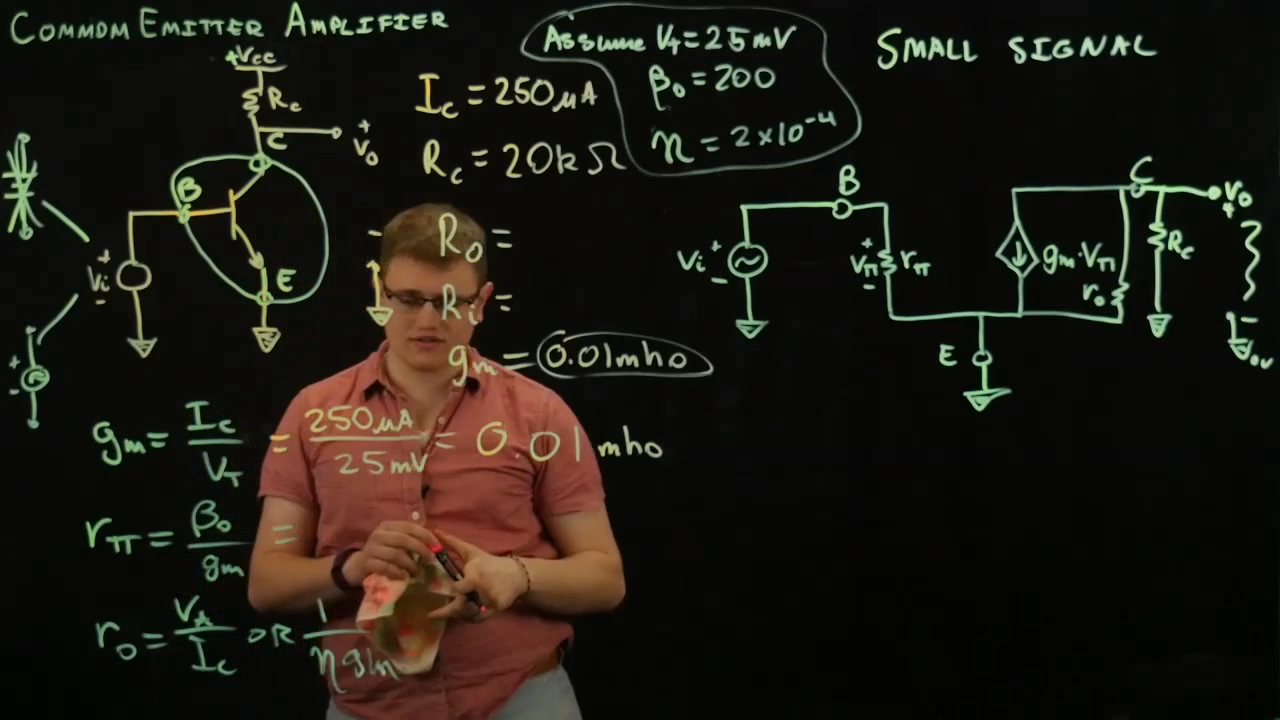 COMMOM EMITTER AMPLIFIER
Assume VT = 25mV
β0 = 200
η = 2 × 10^-4
SMALL SIGNAL
+Vcc
Rc
C
+
Vo
B
E
Vi
+
-
Ic = 250μA
Rc = 20kΩ
Ro =
Ri =
gm = 0.01mho
gm = Ic / VT = 250μA / 25mV = 0.01 mho
rπ = β0 / gm =
ro = VA / Ic OR 1 / ηgm
Vi
+
-
B
+
Vπ
-
rπ
gm·Vπ
ro
C
Rc
Vo
+
-
0V
E